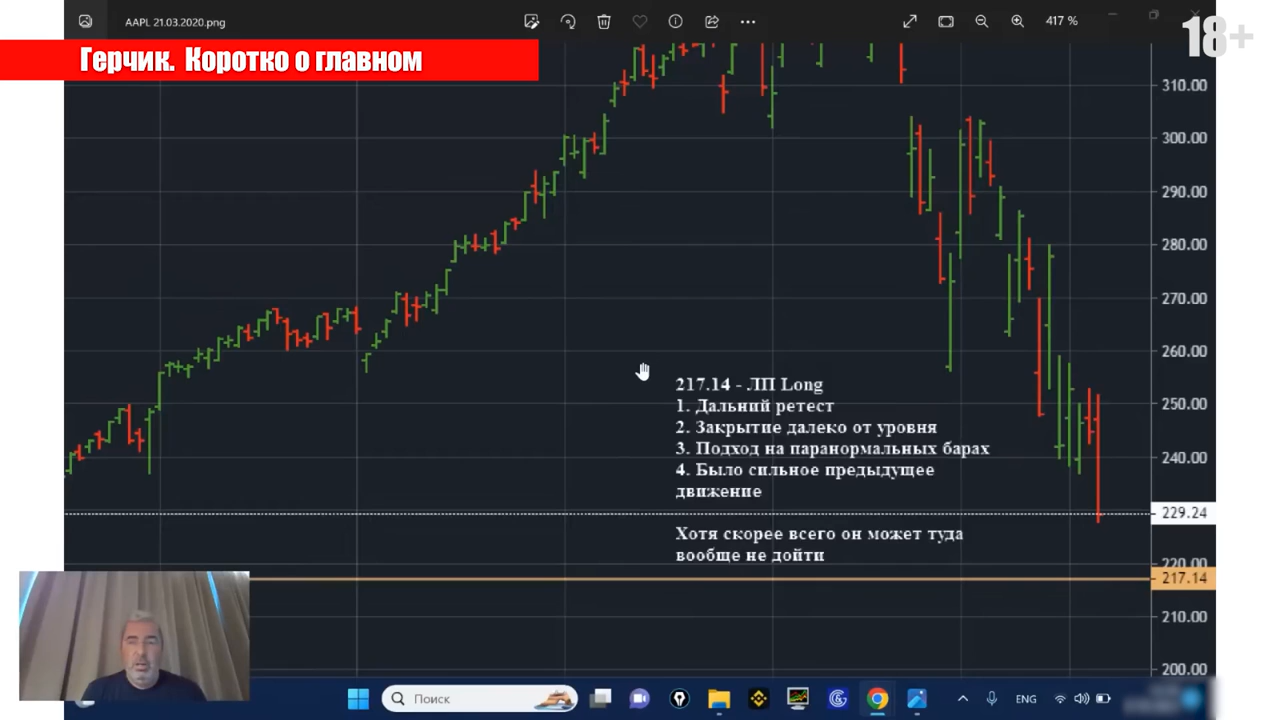 AAPL 21.03.2020.png
417 %
18+
Герчик. Коротко о главном
310.00
300.00
290.00
280.00
270.00
260.00
250.00
240.00
229.24
220.00
217.14
210.00
200.00
217.14 - ЛП Long
1. Дальний ретест
2. Закрытие далеко от уровня
3. Подход на паранормальных барах
4. Было сильное предыдущее
движение
Хотя скорее всего он может туда
вообще не дойти
Поиск
ENG